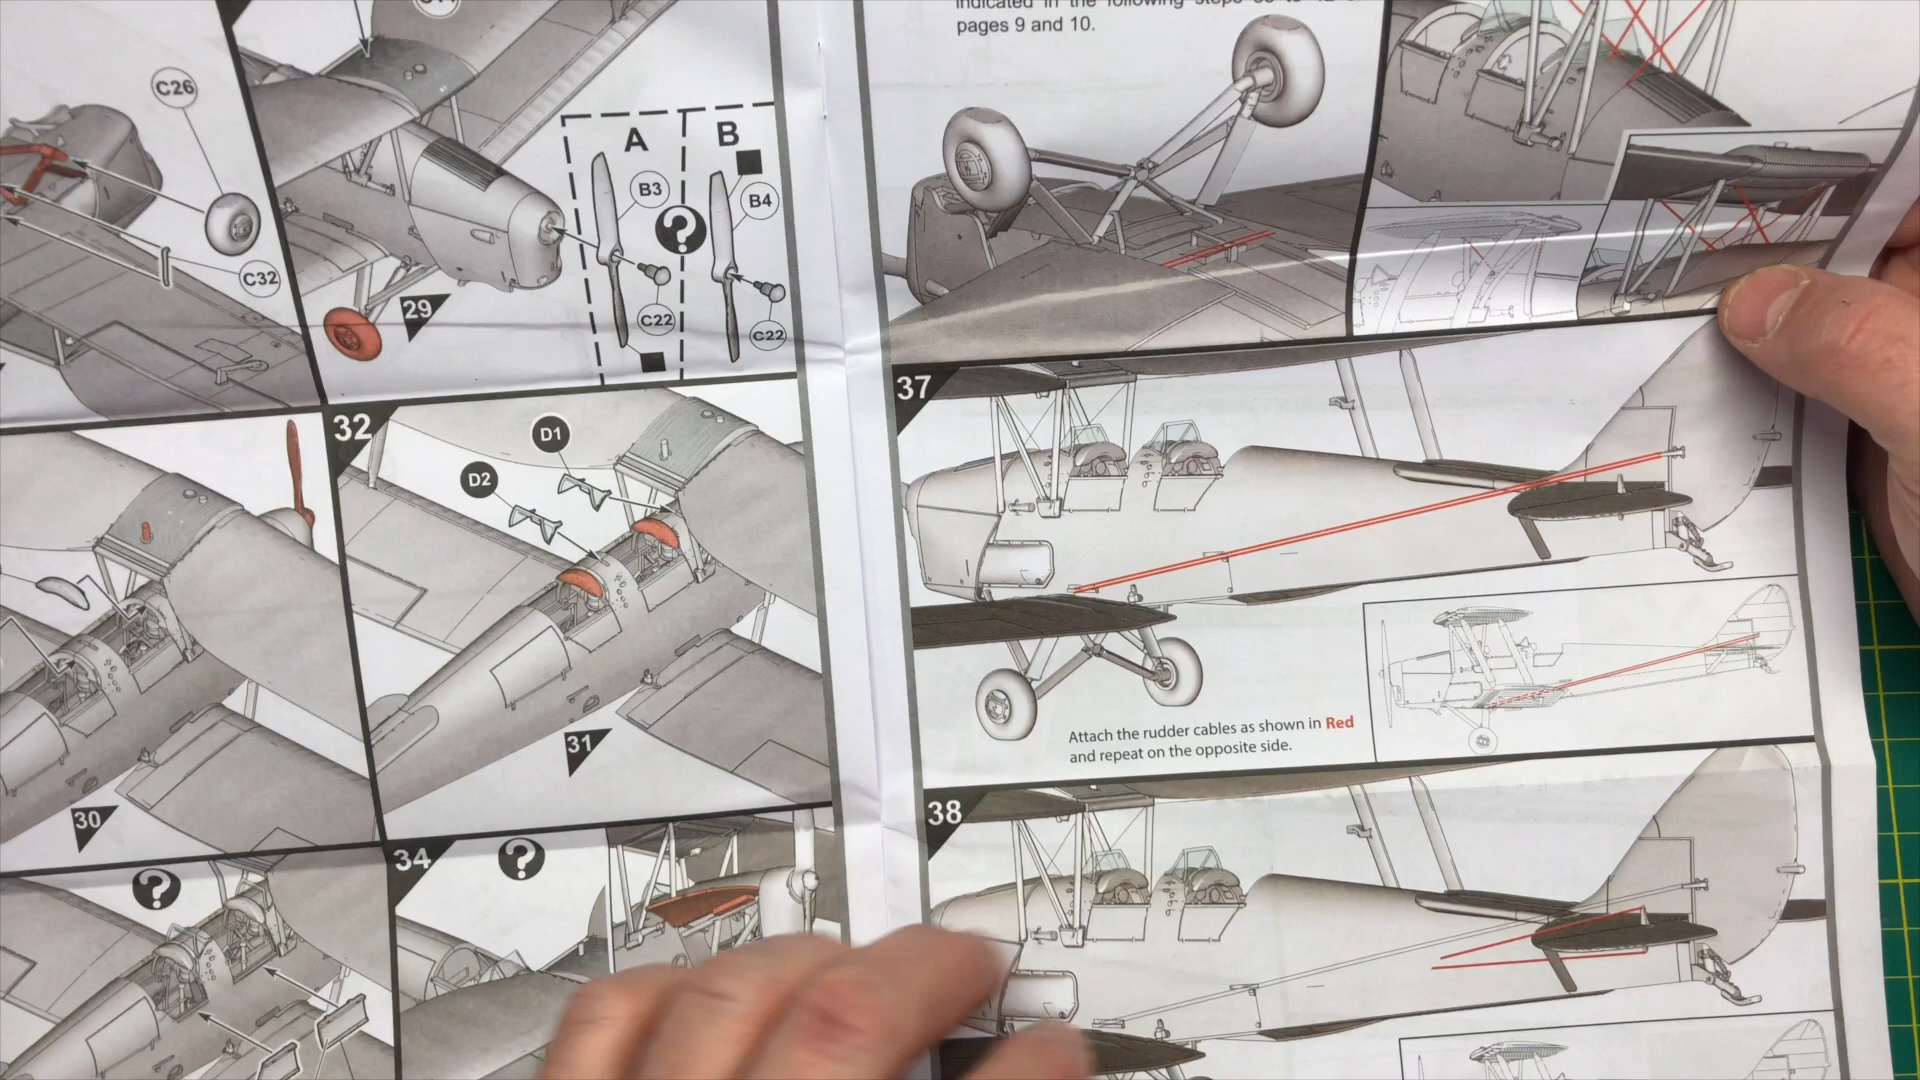 C26
C32
29
A
B
B3
B4
C22
C22
pages 9 and 10.
32
D1
D2
31
30
34
37
Attach the rudder cables as shown in Red
and repeat on the opposite side.
38